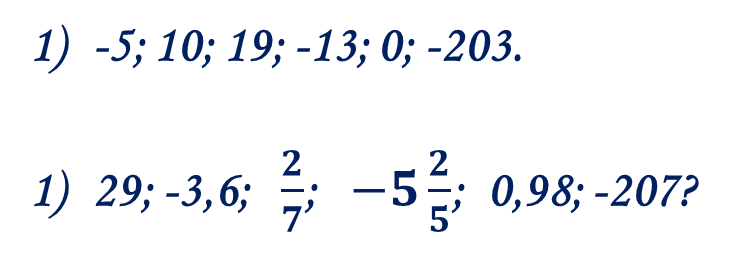 1) -5; 10; 19; -13; 0; -203.
1) 29; -3,6; 2/7; −5 2/5; 0,98; -207?